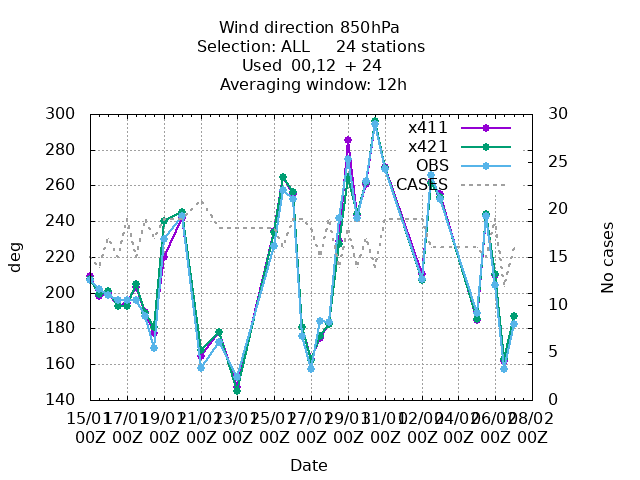 Wind direction 850hPa
Selection: ALL 24 stations
Used 00,12 + 24
Averaging window: 12h
300 30
280 25
260 20
240
220 15
200
180 10
160 5
140 0
x411
x421
OBS
CASES
deg
No cases
15/01 17/01 19/01 21/01 23/01 25/01 27/01 29/01 31/01 02/02 04/02 06/02 08/02
00Z 00Z 00Z 00Z 00Z 00Z 00Z 00Z 00Z 00Z 00Z 00Z 00Z
Date